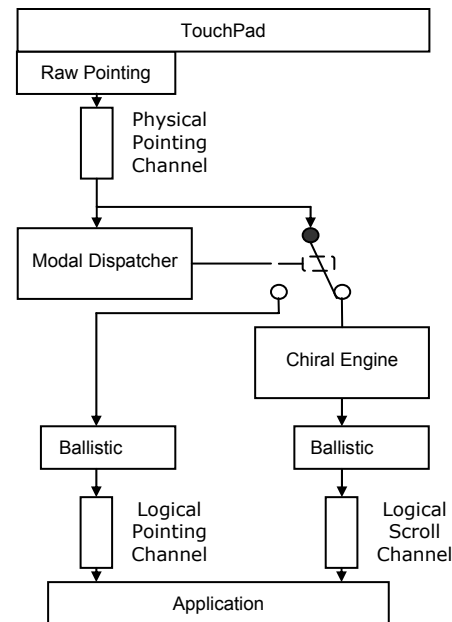 TouchPad
Raw Pointing
Physical
Pointing
Channel
Modal Dispatcher
Chiral Engine
Ballistic
Ballistic
Logical
Pointing
Channel
Logical
Scroll
Channel
Application